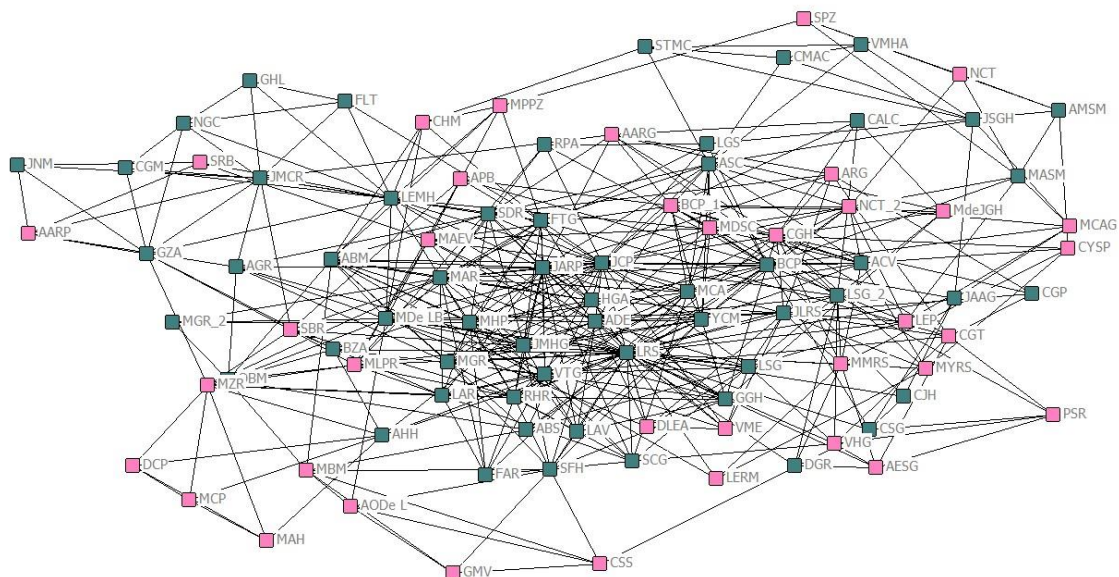 SPZ
STMC
VMHA
CMAC
NCT
GHL
FLT
MPPZ
AMSM
NGC
CHM
CALC
JSGH
AARG
RPA
LGS
JNM
CGM
SRB
ASC
JMCR
APB
ARG
MASM
LEMH
BCP_1
NCT_2
MdeJGH
SDR
FTG
MDSC
MCAG
AARP
MAEV
CGH
CYSP
GZA
ABM
AGR
MAR
JARP
JCP
BCP
ACV
MCA
LSG_2
CGP
JAAG
HGA
JLRS
MGR_2
MDe LB
MHP
ADE
YCM
LEP
SBR
CGT
BZA
JMHG
LRS
MLPR
MGR
LSG
MMRS
MYRS
VTG
MZR
BM
LAR
RHR
GGH
CJH
PSR
AHH
ABS
LAV
DLEA
VME
CSG
VHG
DCP
MBM
FAR
SFH
SCG
DGR
AESG
LERM
MCP
AODe L
MAH
GMV
CSS